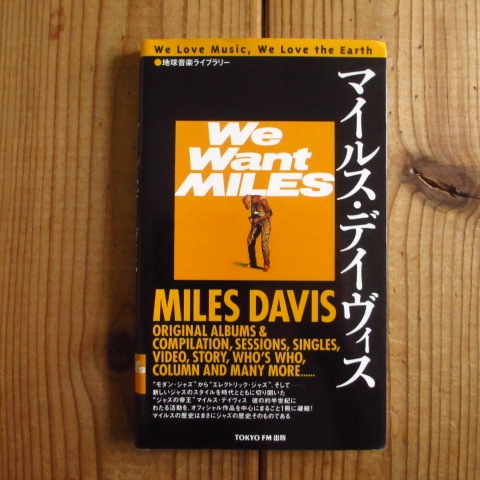 We Love Music, We Love the Earth
●地球音楽ライブラリー
マイルス・デイヴィス
We
Want
MILES
MILES DAVIS
ORIGINAL ALBUMS &
COMPILATION, SESSIONS, SINGLES,
VIDEO, STORY, WHO'S WHO,
COLUMN AND MANY MORE......
"モダン・ジャズ"から"エレクトリック・ジャズ"、そして
新しいジャズのスタイルを時代とともに切り開いた
"ジャズの帝王"マイルス・デイヴィス 彼の約半世紀に
わたる活動を、オフィシャル作品を中心にまるごと1冊に凝縮!
マイルスの歴史はまさにジャズの歴史そのものである
TOKYO FM 出版